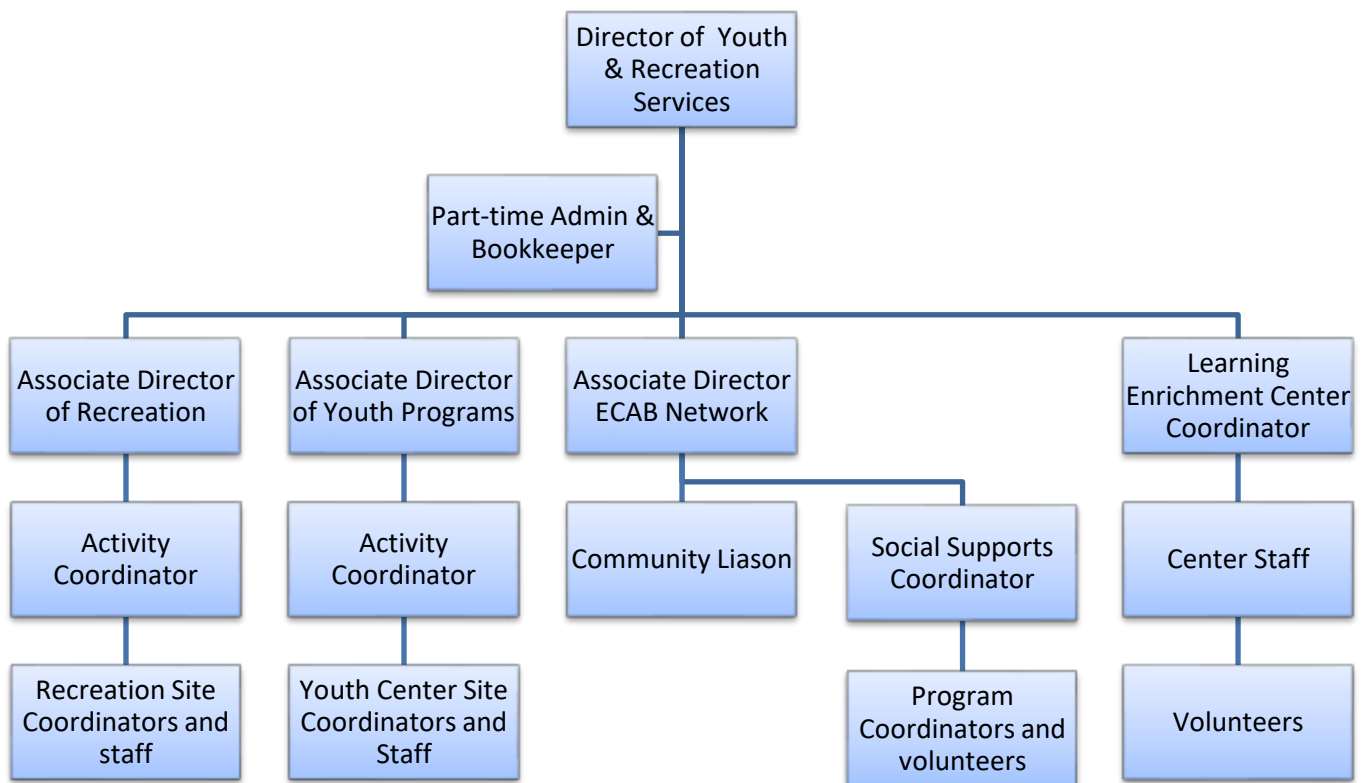 Director of Youth
& Recreation
Services
Part-time Admin &
Bookkeeper
Associate Director
of Recreation
Associate Director
of Youth Programs
Associate Director
ECAB Network
Learning
Enrichment Center
Coordinator
Activity
Coordinator
Activity
Coordinator
Community Liason
Social Supports
Coordinator
Center Staff
Recreation Site
Coordinators and
staff
Youth Center Site
Coordinators and
Staff
Program
Coordinators and
volunteers
Volunteers